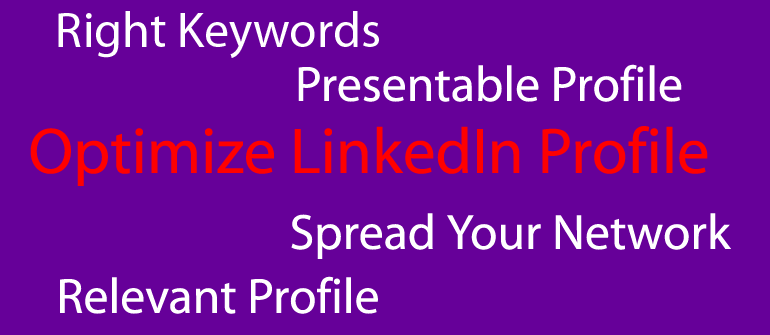 Right Keywords
Presentable Profile
Optimize LinkedIn Profile
Spread Your Network
Relevant Profile